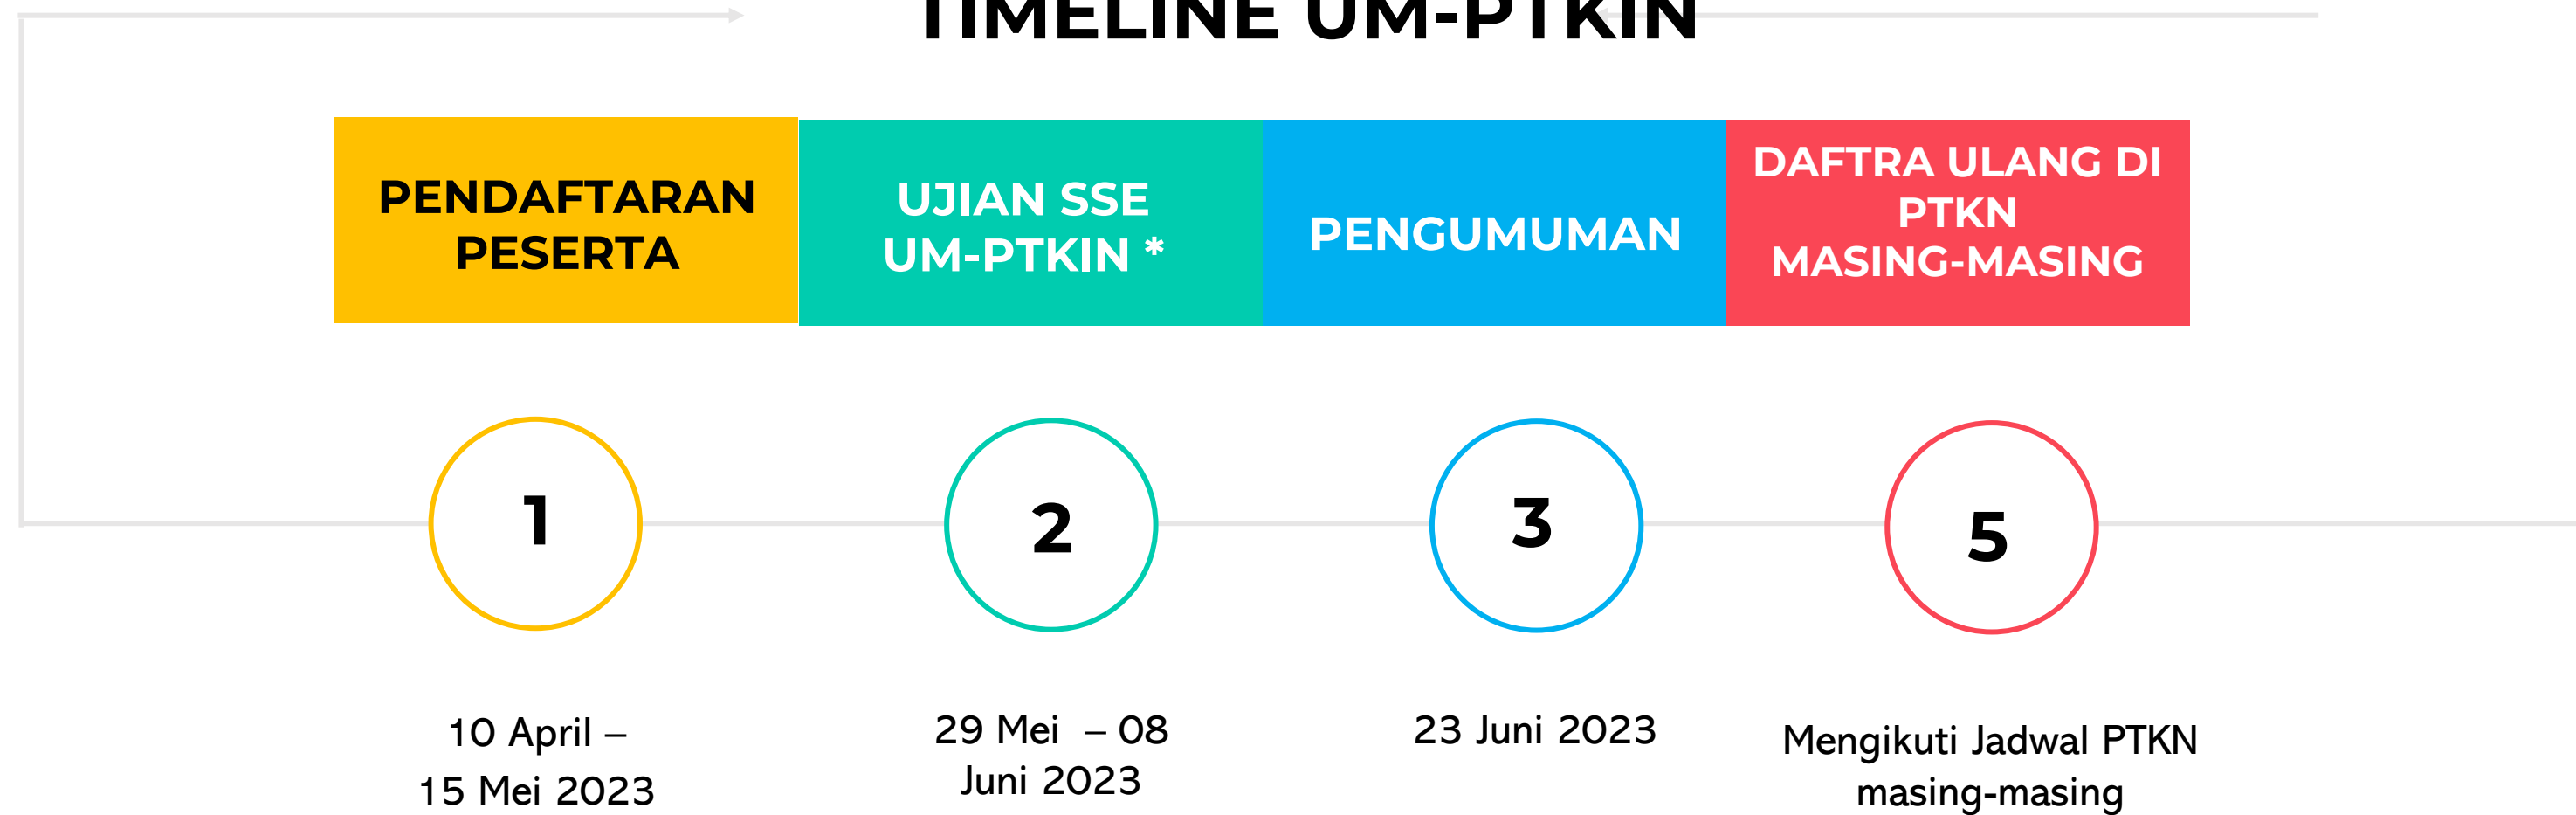 TIMELINE UM-PTKIN
PENDAFTARAN
PESERTA
UJIAN SSE
UM-PTKIN *
PENGUMUMAN
DAFTRA ULANG DI
PTKN
MASING-MASING
1
2
3
5
10 April –
15 Mei 2023
29 Mei – 08
Juni 2023
23 Juni 2023
Mengikuti Jadwal PTKN
masing-masing